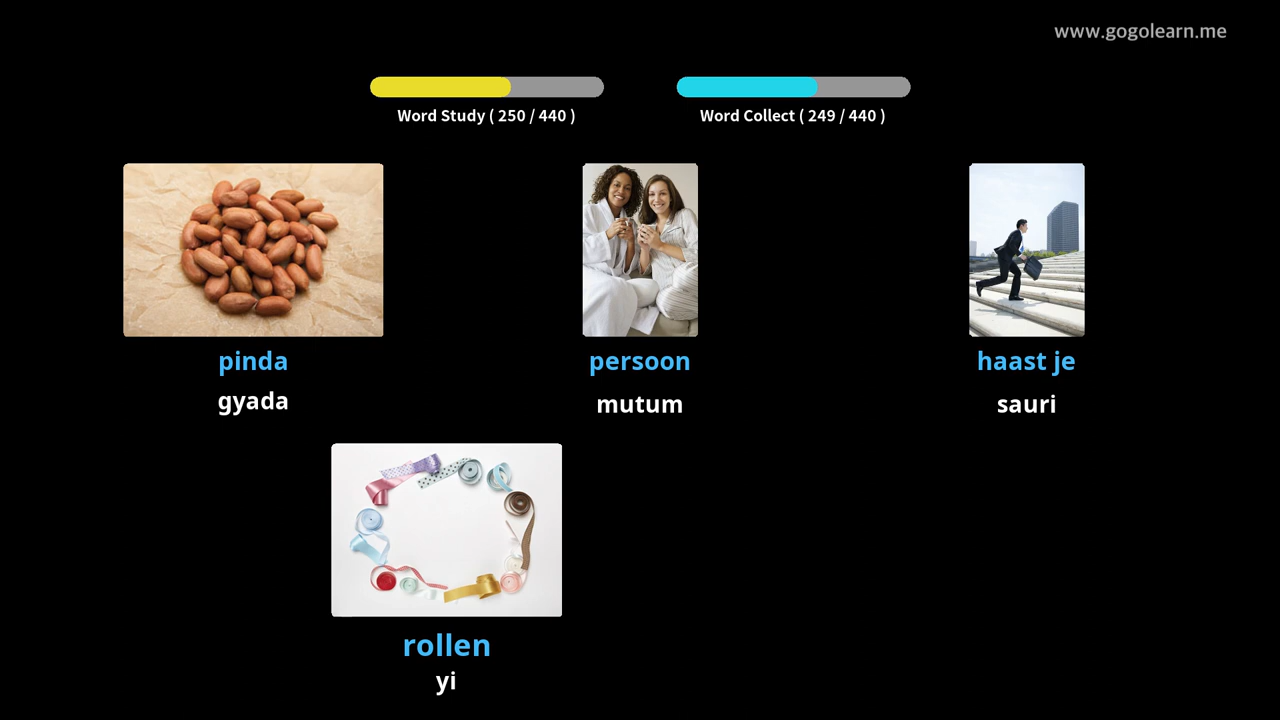 www.gogolearn.me
Word Study ( 250 / 440 )
Word Collect ( 249 / 440 )
pinda
gyada
persoon
mutum
haast je
sauri
rollen
yi